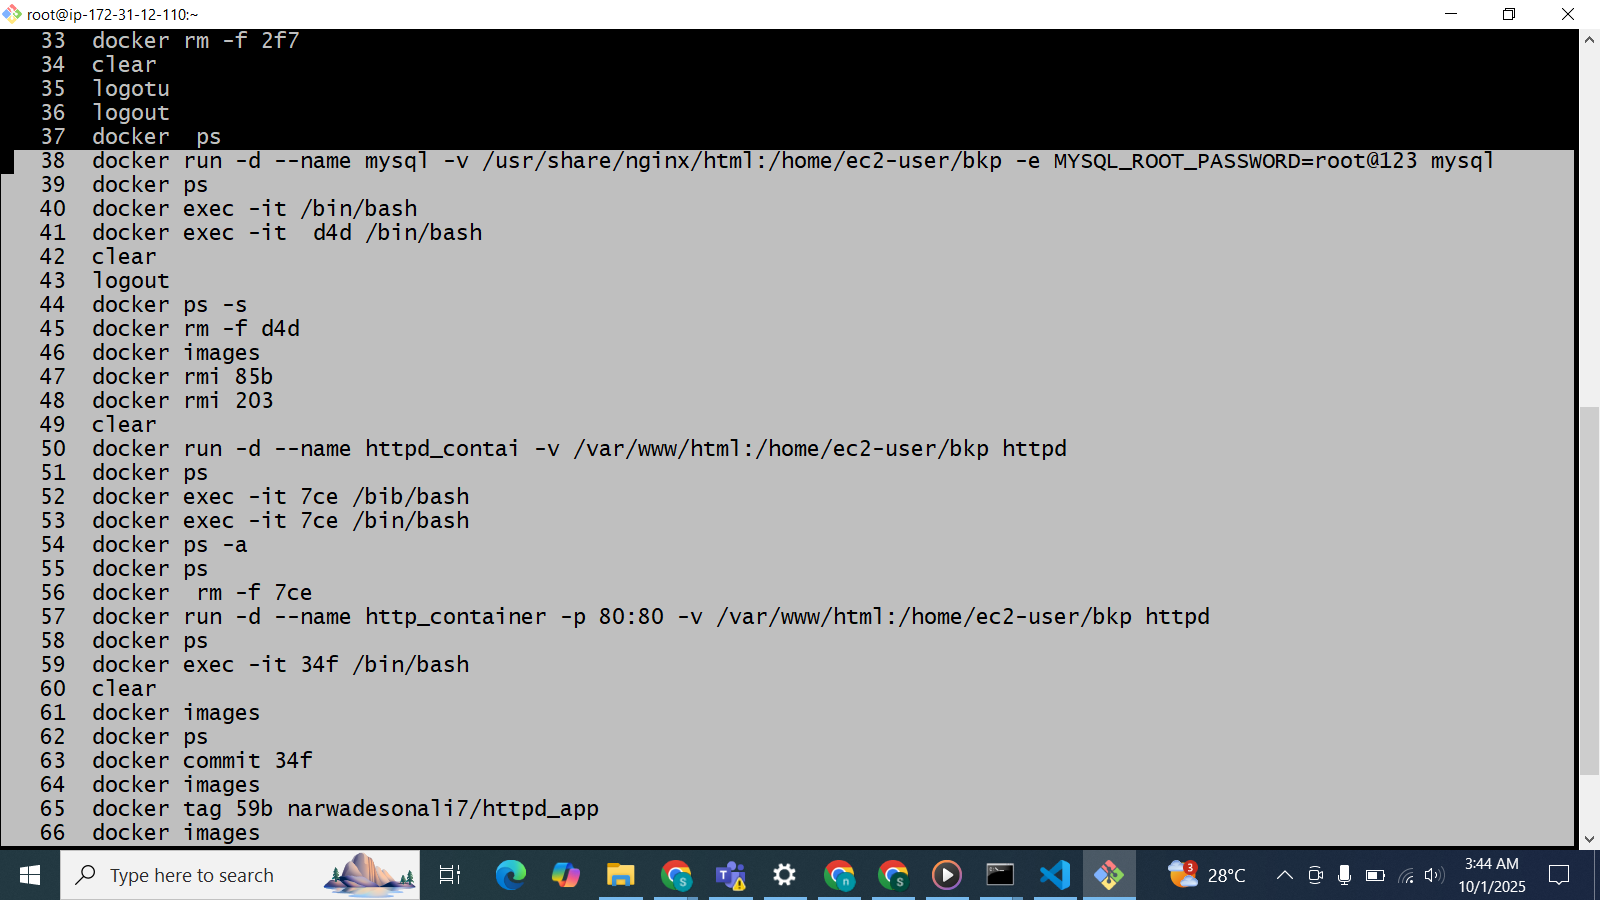 root@ip-172-31-12-110:~
33 docker rm -f 2f7
34 clear
35 logotu
36 logout
37 docker  ps
38 docker run -d --name mysql -v /usr/share/nginx/html:/home/ec2-user/bkp -e MYSQL_ROOT_PASSWORD=root@123 mysql
39 docker ps
40 docker exec -it /bin/bash
41 docker exec -it  d4d /bin/bash
42 clear
43 logout
44 docker ps -s
45 docker rm -f d4d
46 docker images
47 docker rmi 85b
48 docker rmi 203
49 clear
50 docker run -d --name httpd_contai -v /var/www/html:/home/ec2-user/bkp httpd
51 docker ps
52 docker exec -it 7ce /bib/bash
53 docker exec -it 7ce /bin/bash
54 docker ps -a
55 docker ps
56 docker  rm -f 7ce
57 docker run -d --name http_container -p 80:80 -v /var/www/html:/home/ec2-user/bkp httpd
58 docker ps
59 docker exec -it 34f /bin/bash
60 clear
61 docker images
62 docker ps
63 docker commit 34f
64 docker images
65 docker tag 59b narwadesonali7/httpd_app
66 docker images
Type here to search
S
n
S
3
28°C
3:44 AM
10/1/2025